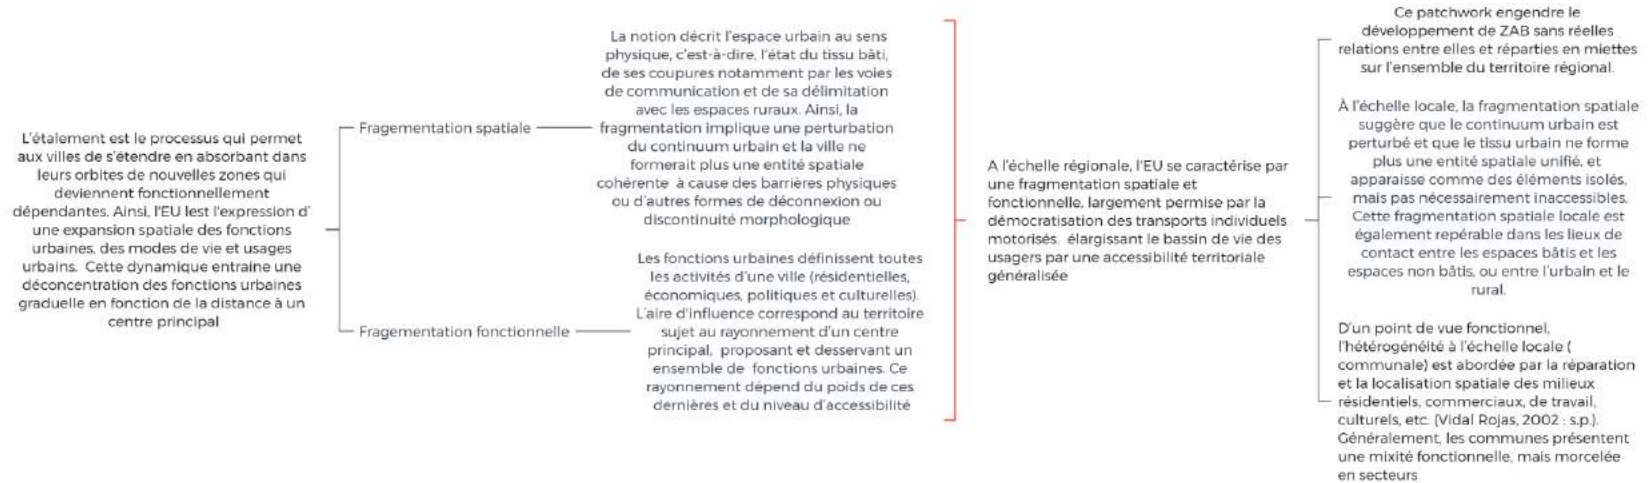 L'étalement est le processus qui permet
aux villes de s'étendre en absorbant dans
leurs orbites de nouvelles zones qui
deviennent fonctionnellement
dépendantes. Ainsi, l'EU lest l'expression d'
une expansion spatiale des fonctions
urbaines, des modes de vie et usages
urbains. Cette dynamique entraine une
déconcentration des fonctions urbaines
graduelle en fonction de la distance à un
centre principal
Fragementation spatiale
La notion décrit l'espace urbain au sens
physique, c'est-à-dire, l'état du tissu bâti,
de ses coupures notamment par les voies
de communication et de sa délimitation
avec les espaces ruraux. Ainsi, la
fragmentation implique une perturbation
du continuum urbain et la ville ne
formerait plus une entité spatiale
cohérente à cause des barrières physiques
ou d'autres formes de déconnexion ou
discontinuité morphologique
Fragementation fonctionnelle
Les fonctions urbaines définissent toutes
les activités d'une ville (résidentielles,
économiques, politiques et culturelles).
L'aire d'influence correspond au territoire
sujet au rayonnement d'un centre
principal, proposant et desservant un
ensemble de fonctions urbaines. Ce
rayonnement dépend du poids de ces
dernières et du niveau d'accessibilité
A l'échelle régionale, l'EU se caractérise par
une fragmentation spatiale et
fonctionnelle, largement permise par la
démocratisation des transports individuels
motorisés. élargissant le bassin de vie des
usagers par une accessibilité territoriale
généralisée
Ce patchwork engendre le
développement de ZAB sans réelles
relations entre elles et réparties en miettes
sur l'ensemble du territoire régional.
À l'échelle locale, la fragmentation spatiale
suggère que le continuum urbain est
perturbé et que le tissu urbain ne forme
plus une entité spatiale unifié, et
apparaisse comme des éléments isolés,
mais pas nécessairement inaccessibles.
Cette fragmentation spatiale locale est
également repérable dans les lieux de
contact entre les espaces bâtis et les
espaces non bâtis, ou entre l'urbain et le
rural.
D'un point de vue fonctionnel,
l'hétérogénéité à l'échelle locale (
communale) est abordée par la réparation
et la localisation spatiale des milieux
résidentiels, commerciaux, de travail,
culturels, etc. (Vidal Rojas, 2002 : s.p.).
Généralement, les communes présentent
une mixité fonctionnelle, mais morcelée
en secteurs